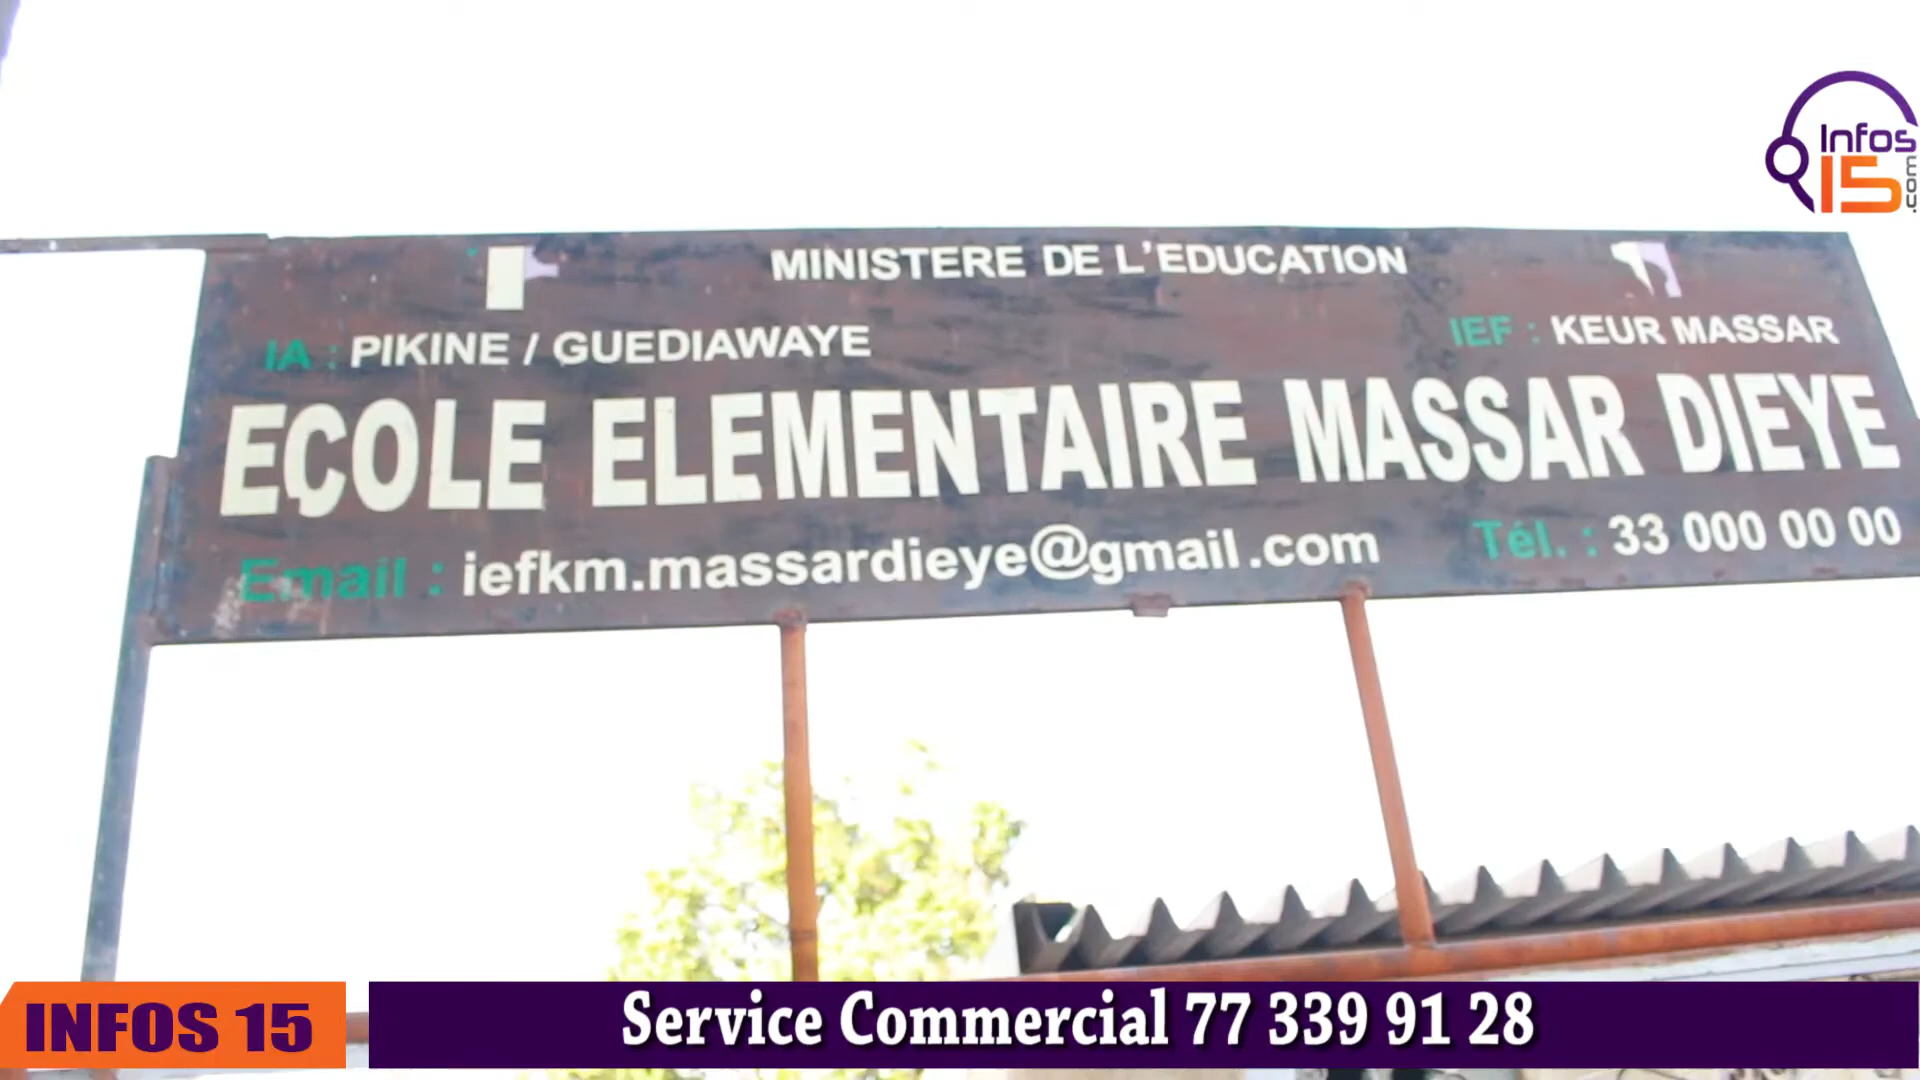 Infos
15
.com
MINISTERE DE L'EDUCATION
IA : PIKINE / GUEDIAWAYE
IEF : KEUR MASSAR
ECOLE ELEMENTAIRE MASSAR DIEYE
Email : iefkm.massardieye@gmail.com
Tél. : 33 000 00 00
INFOS 15
Service Commercial 77 339 91 28